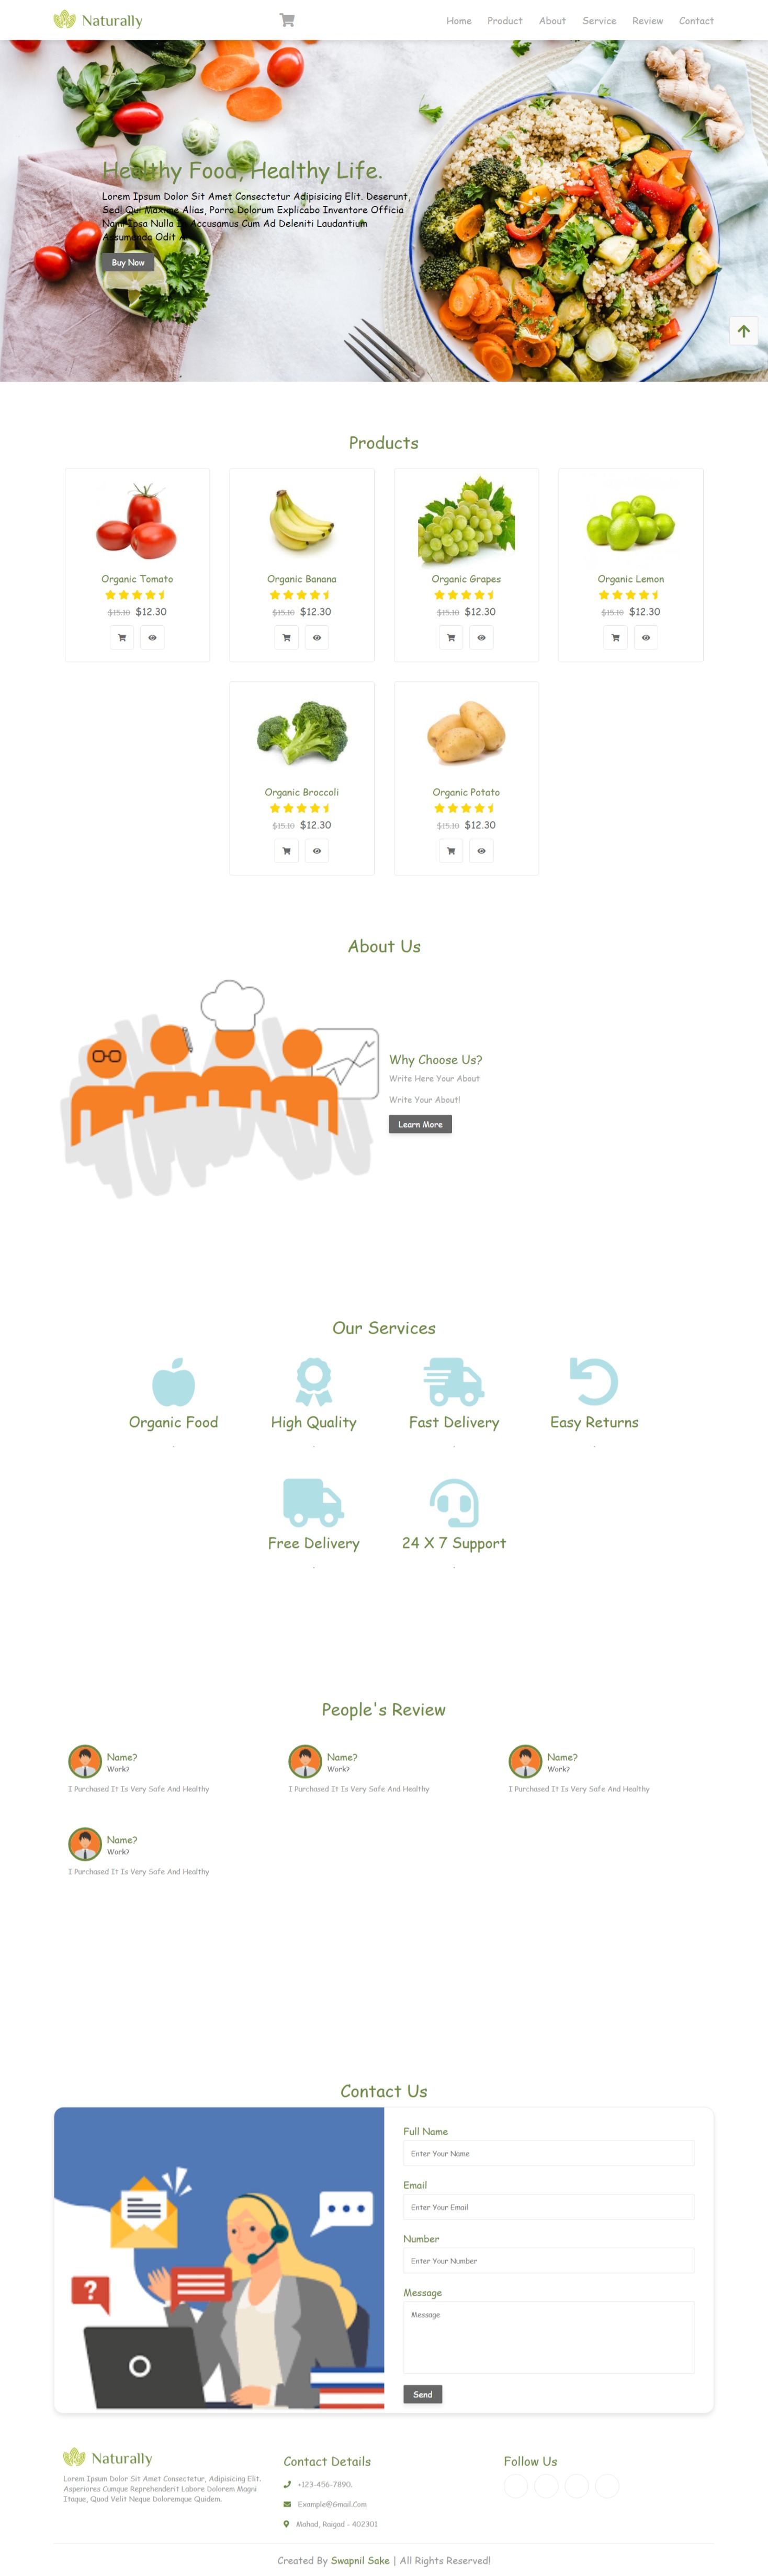 Naturally
Home Product About Service Review Contact
Healthy Food, Healthy Life.
Lorem Ipsum Dolor Sit Amet Consectetur Adipisicing Elit. Deserunt,
Sed! Qui Maxime Alias, Porro Dolorum Explicabo Inventore Officia
Nam Ipsa Nulla Accusamus Cum Ad Deleniti Laudantium
Assumenda Odit
Buy Now
Products
Organic Tomato Organic Banana Organic Grapes Organic Lemon
$15.10 $12.30 $15.10 $12.30 $15.10 $12.30 $15.10 $12.30
Organic Broccoli Organic Potato
$15.10 $12.30 $15.10 $12.30
About Us
Why Choose Us?
Write Here Your About
Write Your About!
Learn More
Our Services
Organic Food High Quality Fast Delivery Easy Returns
. . . .
Free Delivery 24 X 7 Support
. .
People's Review
Name? Name? Name?
Work? Work? Work?
I Purchased It Is Very Safe And Healthy I Purchased It Is Very Safe And Healthy I Purchased It Is Very Safe And Healthy
Name?
Work?
I Purchased It Is Very Safe And Healthy
Contact Us
Full Name
Enter Your Name
Email
Enter Your Email
Number
Enter Your Number
Message
Message
Send
?
Naturally
Lorem Ipsum Dolor Sit Amet Consectetur, Adipisicing Elit.
Asperiores Cumque Reprehenderit Labore Dolorem Magni
Itaque, Quod Velit Neque Doloremque Quidem.
Contact Details
+123-456-7890.
Example@Gmail.Com
Mahad, Raigad - 402301
Follow Us
Created By Swapnil Sake | All Rights Reserved!